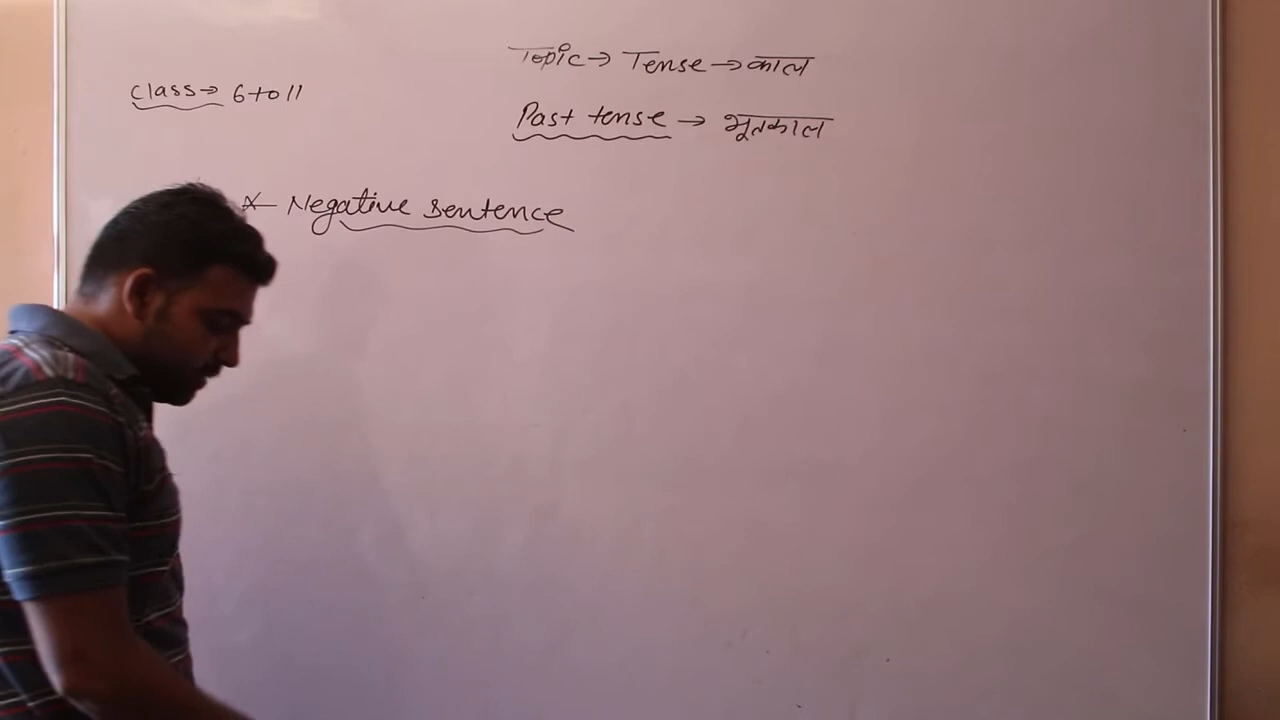 Topic → Tense → काल
Class → 6 to 11
Past tense → भूतकाल
* Negative sentence